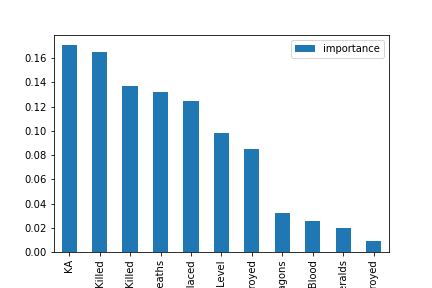 importance
0.16
0.14
0.12
0.10
0.08
0.06
0.04
0.02
0.00
KA
Killed
Killed
eaths
laced
Level
royed
gons
Blood
eralds
royed